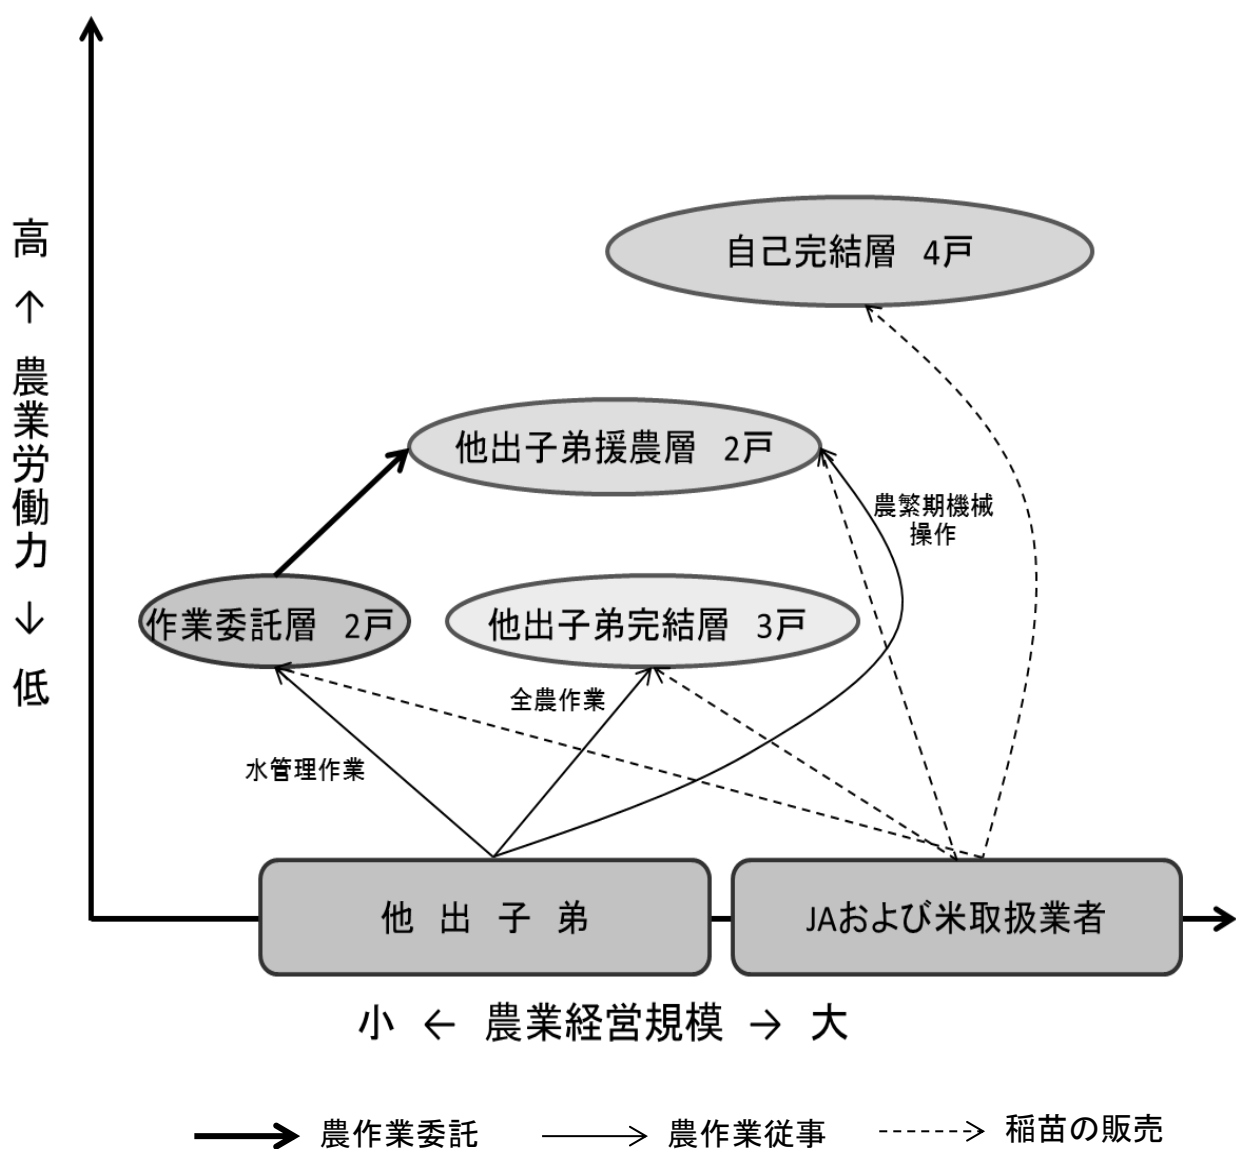 高 ↑ 農業労働力 ↓ 低
自己完結層 4戸
他出子弟援農層 2戸
農繁期機械
操作
作業委託層 2戸
他出子弟完結層 3戸
全農作業
水管理作業
他 出 子 弟
JAおよび米取扱業者
小 ← 農業経営規模 → 大
農作業委託
農作業従事
稲苗の販売